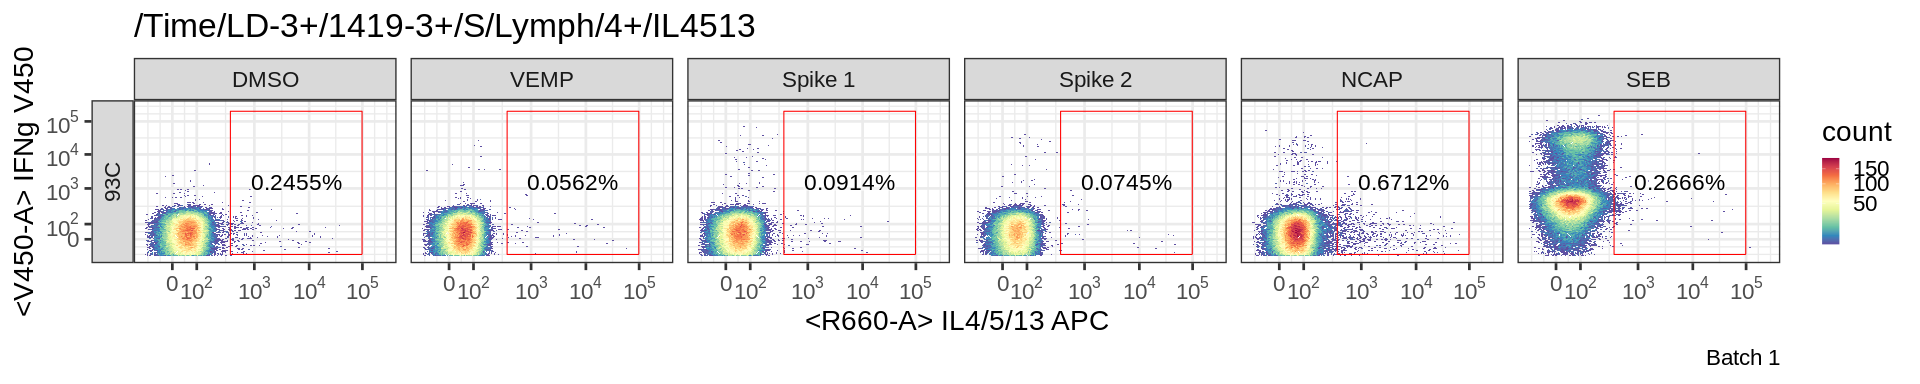 /Time/LD-3+/1419-3+/S/Lymph/4+/IL4513
DMSO VEMP Spike 1 Spike 2 NCAP SEB
<V450-A> IFNg V450
93C
10^5
10^4
10^3
10^2
0
0.2455% 0.0562% 0.0914% 0.0745% 0.6712% 0.2666%
0 10^2 10^3 10^4 10^5 0 10^2 10^3 10^4 10^5 0 10^2 10^3 10^4 10^5 0 10^2 10^3 10^4 10^5 0 10^2 10^3 10^4 10^5 0 10^2 10^3 10^4 10^5
<R660-A> IL4/5/13 APC
count
150
100
50
Batch 1